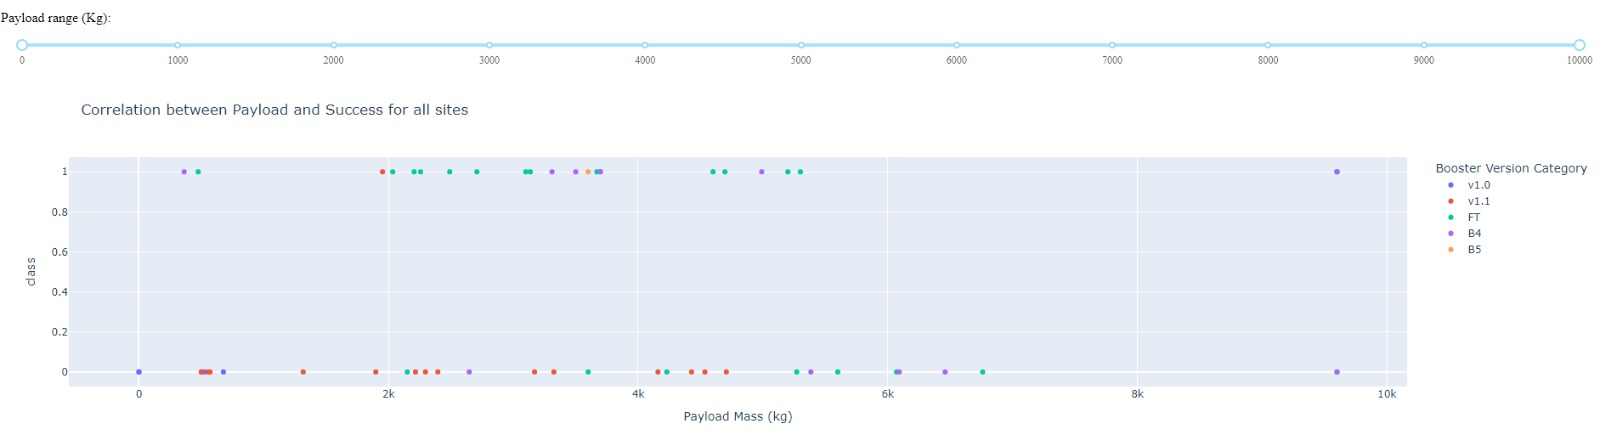 Payload range (Kg):
0 1000 2000 3000 4000 5000 6000 7000 8000 9000 10000
Correlation between Payload and Success for all sites
Booster Version Category
v1.0
v1.1
FT
B4
B5
class
1
0.8
0.6
0.4
0.2
0
0 2k 4k 6k 8k 10k
Payload Mass (kg)